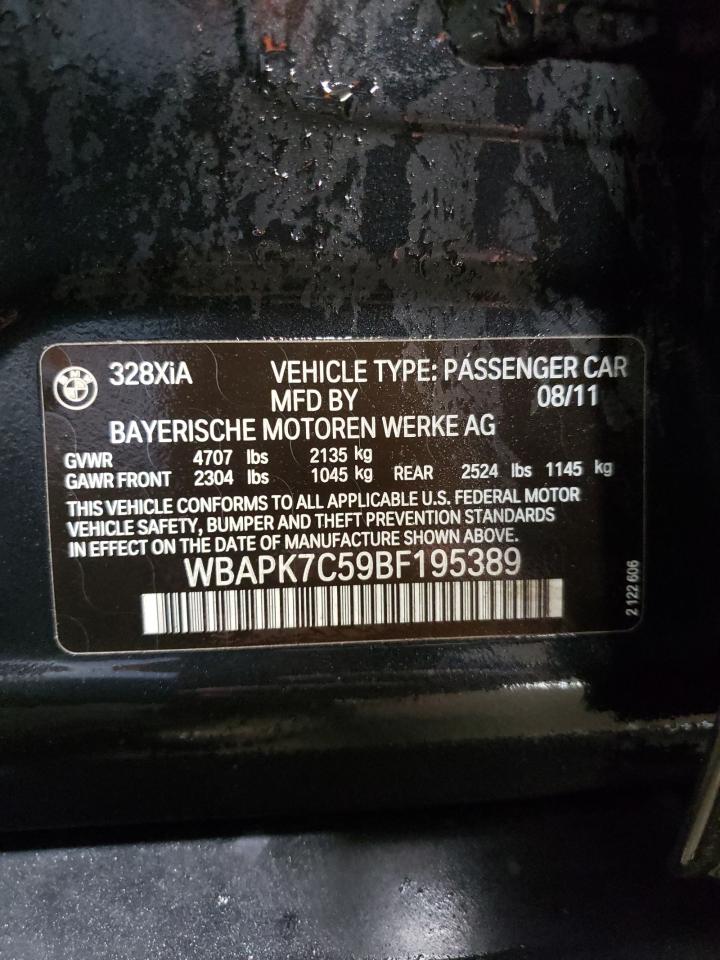 BMW
328XiA VEHICLE TYPE: PASSENGER CAR
MFD BY 08/11
BAYERISCHE MOTOREN WERKE AG
GVWR 4707 lbs 2135 kg
GAWR FRONT 2304 lbs 1045 kg REAR 2524 lbs 1145 kg
THIS VEHICLE CONFORMS TO ALL APPLICABLE U.S. FEDERAL MOTOR
VEHICLE SAFETY, BUMPER AND THEFT PREVENTION STANDARDS
IN EFFECT ON THE DATE OF MANUFACTURE SHOWN ABOVE.
WBAPK7C59BF195389
2 122 606